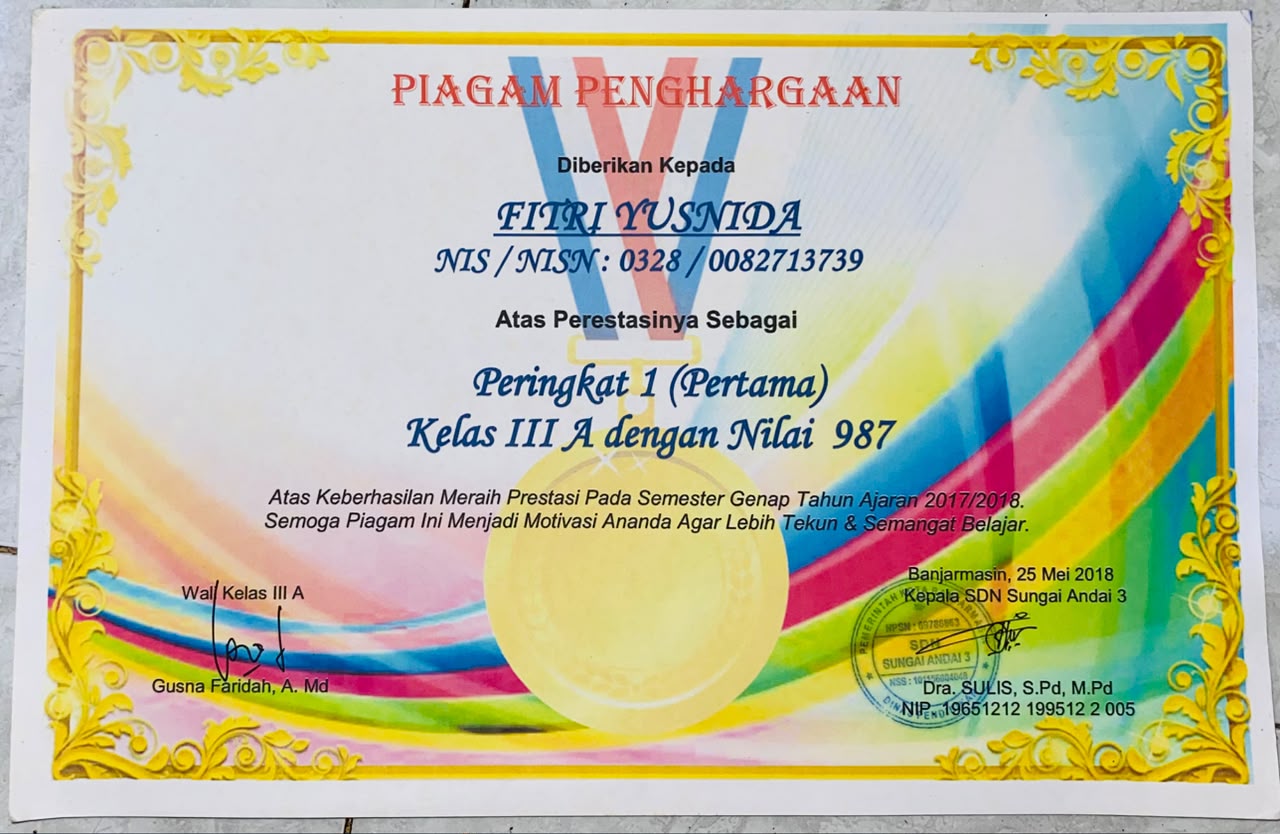 PIAGAM PENGHARGAAN
Diberikan Kepada
FITRI YUSNIDA
NIS / NISN : 0328 / 0082713739
Atas Perestasinya Sebagai
Peringkat 1 (Pertama)
Kelas III A dengan Nilai 987
Atas Keberhasilan Meraih Prestasi Pada Semester Genap Tahun Ajaran 2017/2018.
Semoga Piagam Ini Menjadi Motivasi Ananda Agar Lebih Tekun & Semangat Belajar.
Wali Kelas III A
Gusna Faridah, A. Md
Banjarmasin, 25 Mei 2018
Kepala SDN Sungai Andai 3
SDN
SUNGAI ANDAI 3
Dra. SULIS, S.Pd, M.Pd
NIP. 19651212 199512 2 005